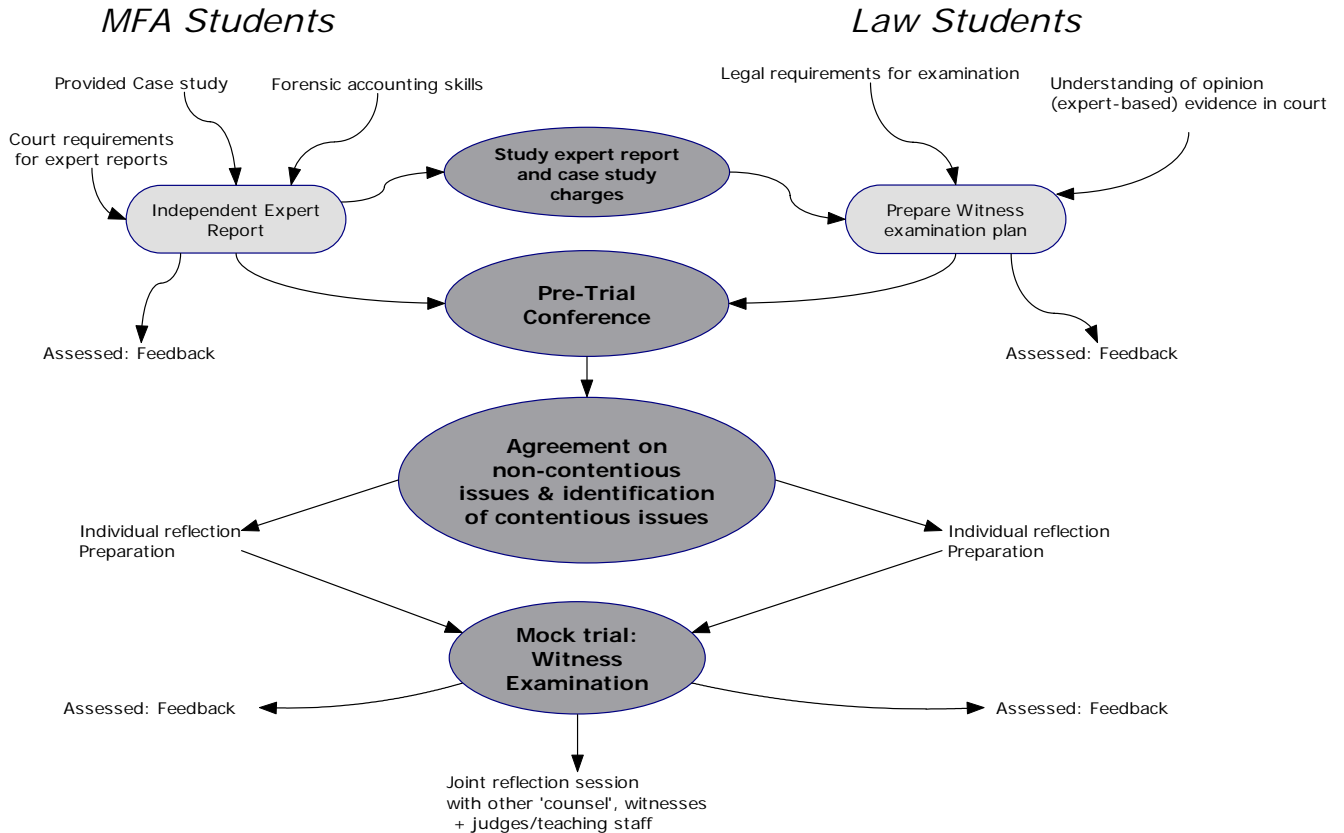 MFA Students
Law Students
Provided Case study
Forensic accounting skills
Court requirements
for expert reports
Legal requirements for examination
Understanding of opinion
(expert-based) evidence in court
Study expert report
and case study
charges
Independent Expert
Report
Prepare Witness
examination plan
Pre-Trial
Conference
Assessed: Feedback
Assessed: Feedback
Agreement on
non-contentious
issues & identification
of contentious issues
Individual reflection
Preparation
Individual reflection
Preparation
Mock trial:
Witness
Examination
Assessed: Feedback
Assessed: Feedback
Joint reflection session
with other 'counsel', witnesses
+ judges/teaching staff